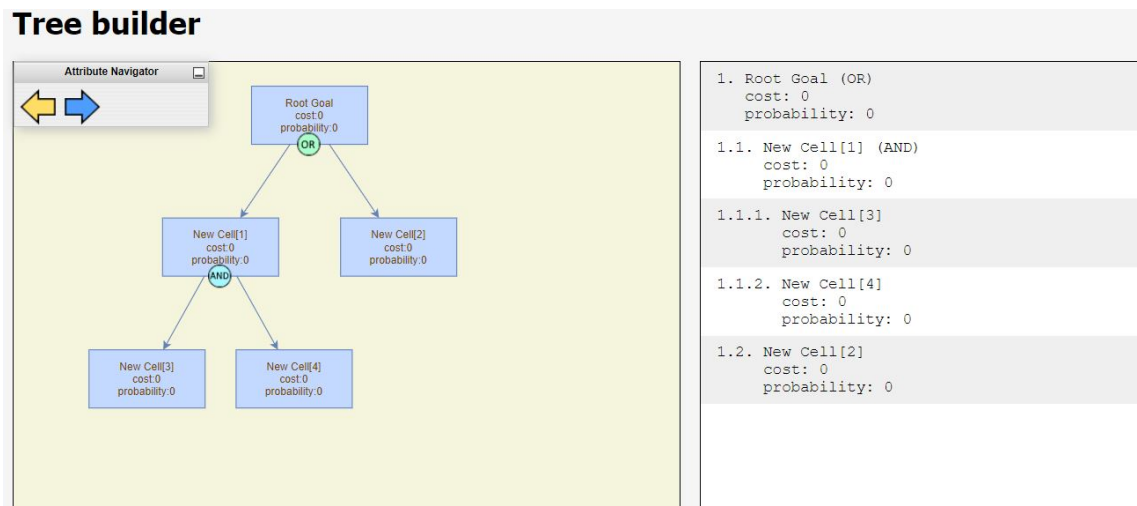 Tree builder
Attribute Navigator
Root Goal
cost:0
probability:0
OR
New Cell[1]
cost:0
probability:0
AND
New Cell[2]
cost:0
probability:0
New Cell[3]
cost:0
probability:0
New Cell[4]
cost:0
probability:0
1. Root Goal (OR)
cost: 0
probability: 0
1.1. New Cell[1] (AND)
cost: 0
probability: 0
1.1.1. New Cell[3]
cost: 0
probability: 0
1.1.2. New Cell[4]
cost: 0
probability: 0
1.2. New Cell[2]
cost: 0
probability: 0